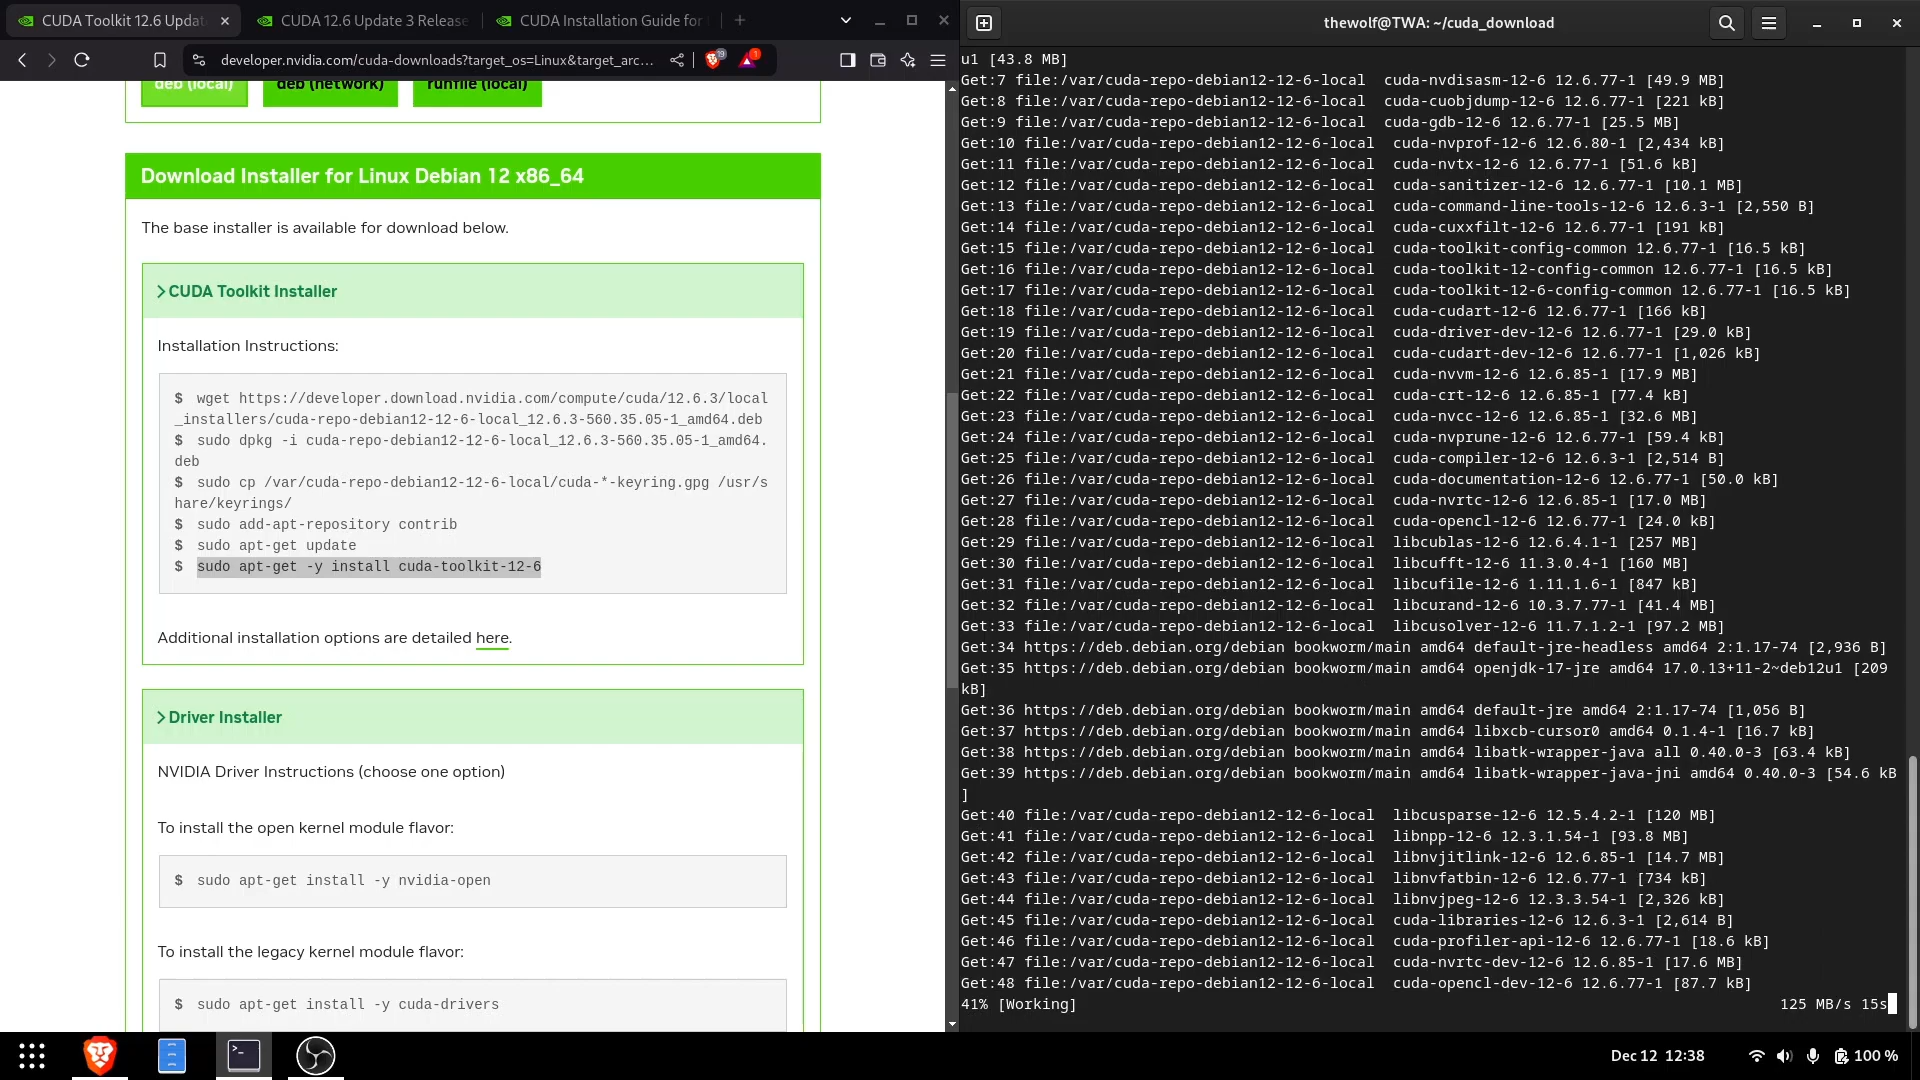 CUDA Toolkit 12.6 Updat
CUDA 12.6 Update 3 Release
CUDA Installation Guide for
developer.nvidia.com/cuda-downloads?target_os=Linux&target_arc...
19
1
deb (local)
deb (network)
runfile (local)
Download Installer for Linux Debian 12 x86_64
The base installer is available for download below.
CUDA Toolkit Installer
Installation Instructions:
$ wget https://developer.download.nvidia.com/compute/cuda/12.6.3/local
_installers/cuda-repo-debian12-12-6-local_12.6.3-560.35.05-1_amd64.deb
$ sudo dpkg -i cuda-repo-debian12-12-6-local_12.6.3-560.35.05-1_amd64.
deb
$ sudo cp /var/cuda-repo-debian12-12-6-local/cuda-*-keyring.gpg /usr/s
hare/keyrings/
$ sudo add-apt-repository contrib
$ sudo apt-get update
$ sudo apt-get -y install cuda-toolkit-12-6
Additional installation options are detailed here.
Driver Installer
NVIDIA Driver Instructions (choose one option)
To install the open kernel module flavor:
$ sudo apt-get install -y nvidia-open
To install the legacy kernel module flavor:
$ sudo apt-get install -y cuda-drivers
thewolf@TWA: ~/cuda_download
u1 [43.8 MB]
Get:7 file:/var/cuda-repo-debian12-12-6-local  cuda-nvdisasm-12-6 12.6.77-1 [49.9 MB]
Get:8 file:/var/cuda-repo-debian12-12-6-local  cuda-cuobjdump-12-6 12.6.77-1 [221 kB]
Get:9 file:/var/cuda-repo-debian12-12-6-local  cuda-gdb-12-6 12.6.77-1 [25.5 MB]
Get:10 file:/var/cuda-repo-debian12-12-6-local  cuda-nvprof-12-6 12.6.80-1 [2,434 kB]
Get:11 file:/var/cuda-repo-debian12-12-6-local  cuda-nvtx-12-6 12.6.77-1 [51.6 kB]
Get:12 file:/var/cuda-repo-debian12-12-6-local  cuda-sanitizer-12-6 12.6.77-1 [10.1 MB]
Get:13 file:/var/cuda-repo-debian12-12-6-local  cuda-command-line-tools-12-6 12.6.3-1 [2,550 B]
Get:14 file:/var/cuda-repo-debian12-12-6-local  cuda-cuxxfilt-12-6 12.6.77-1 [191 kB]
Get:15 file:/var/cuda-repo-debian12-12-6-local  cuda-toolkit-config-common 12.6.77-1 [16.5 kB]
Get:16 file:/var/cuda-repo-debian12-12-6-local  cuda-toolkit-12-config-common 12.6.77-1 [16.5 kB]
Get:17 file:/var/cuda-repo-debian12-12-6-local  cuda-toolkit-12-6-config-common 12.6.77-1 [16.5 kB]
Get:18 file:/var/cuda-repo-debian12-12-6-local  cuda-cudart-12-6 12.6.77-1 [166 kB]
Get:19 file:/var/cuda-repo-debian12-12-6-local  cuda-driver-dev-12-6 12.6.77-1 [29.0 kB]
Get:20 file:/var/cuda-repo-debian12-12-6-local  cuda-cudart-dev-12-6 12.6.77-1 [1,026 kB]
Get:21 file:/var/cuda-repo-debian12-12-6-local  cuda-nvvm-12-6 12.6.85-1 [17.9 MB]
Get:22 file:/var/cuda-repo-debian12-12-6-local  cuda-crt-12-6 12.6.85-1 [77.4 kB]
Get:23 file:/var/cuda-repo-debian12-12-6-local  cuda-nvcc-12-6 12.6.85-1 [32.6 MB]
Get:24 file:/var/cuda-repo-debian12-12-6-local  cuda-nvprune-12-6 12.6.77-1 [59.4 kB]
Get:25 file:/var/cuda-repo-debian12-12-6-local  cuda-compiler-12-6 12.6.3-1 [2,514 B]
Get:26 file:/var/cuda-repo-debian12-12-6-local  cuda-documentation-12-6 12.6.77-1 [50.0 kB]
Get:27 file:/var/cuda-repo-debian12-12-6-local  cuda-nvrtc-12-6 12.6.85-1 [17.0 MB]
Get:28 file:/var/cuda-repo-debian12-12-6-local  cuda-opencl-12-6 12.6.77-1 [24.0 kB]
Get:29 file:/var/cuda-repo-debian12-12-6-local  libcublas-12-6 12.6.4.1-1 [257 MB]
Get:30 file:/var/cuda-repo-debian12-12-6-local  libcufft-12-6 11.3.0.4-1 [160 MB]
Get:31 file:/var/cuda-repo-debian12-12-6-local  libcufile-12-6 1.11.1.6-1 [847 kB]
Get:32 file:/var/cuda-repo-debian12-12-6-local  libcurand-12-6 10.3.7.77-1 [41.4 MB]
Get:33 file:/var/cuda-repo-debian12-12-6-local  libcusolver-12-6 11.7.1.2-1 [97.2 MB]
Get:34 https://deb.debian.org/debian bookworm/main amd64 default-jre-headless amd64 2:1.17-74 [2,936 B]
Get:35 https://deb.debian.org/debian bookworm/main amd64 openjdk-17-jre amd64 17.0.13+11-2~deb12u1 [209
kB]
Get:36 https://deb.debian.org/debian bookworm/main amd64 default-jre amd64 2:1.17-74 [1,056 B]
Get:37 https://deb.debian.org/debian bookworm/main amd64 libxcb-cursor0 amd64 0.1.4-1 [16.7 kB]
Get:38 https://deb.debian.org/debian bookworm/main amd64 libatk-wrapper-java all 0.40.0-3 [63.4 kB]
Get:39 https://deb.debian.org/debian bookworm/main amd64 libatk-wrapper-java-jni amd64 0.40.0-3 [54.6 kB
]
Get:40 file:/var/cuda-repo-debian12-12-6-local  libcusparse-12-6 12.5.4.2-1 [120 MB]
Get:41 file:/var/cuda-repo-debian12-12-6-local  libnpp-12-6 12.3.1.54-1 [93.8 MB]
Get:42 file:/var/cuda-repo-debian12-12-6-local  libnvjitlink-12-6 12.6.85-1 [14.7 MB]
Get:43 file:/var/cuda-repo-debian12-12-6-local  libnvfatbin-12-6 12.6.77-1 [734 kB]
Get:44 file:/var/cuda-repo-debian12-12-6-local  libnvjpeg-12-6 12.3.3.54-1 [2,326 kB]
Get:45 file:/var/cuda-repo-debian12-12-6-local  cuda-libraries-12-6 12.6.3-1 [2,614 B]
Get:46 file:/var/cuda-repo-debian12-12-6-local  cuda-profiler-api-12-6 12.6.77-1 [18.6 kB]
Get:47 file:/var/cuda-repo-debian12-12-6-local  cuda-nvrtc-dev-12-6 12.6.85-1 [17.6 MB]
Get:48 file:/var/cuda-repo-debian12-12-6-local  cuda-opencl-dev-12-6 12.6.77-1 [87.7 kB]
41% [Working] 125 MB/s 15s
Dec 12 12:38
100 %